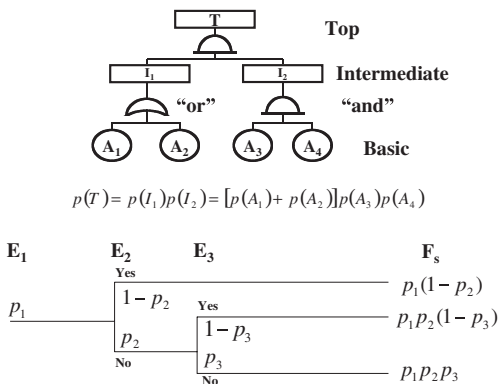 T
Top
I₁ I₂ Intermediate
“or” “and”
A₁ A₂ A₃ A₄ Basic
p(T) = p(I₁)p(I₂) = [p(A₁) + p(A₂)]p(A₃)p(A₄)
E₁ E₂ E₃ Fₛ
Yes
p₁(1 − p₂)
p₁ 1 − p₂ Yes p₁p₂(1 − p₃)
p₂ 1 − p₃
No p₃
No p₁p₂p₃